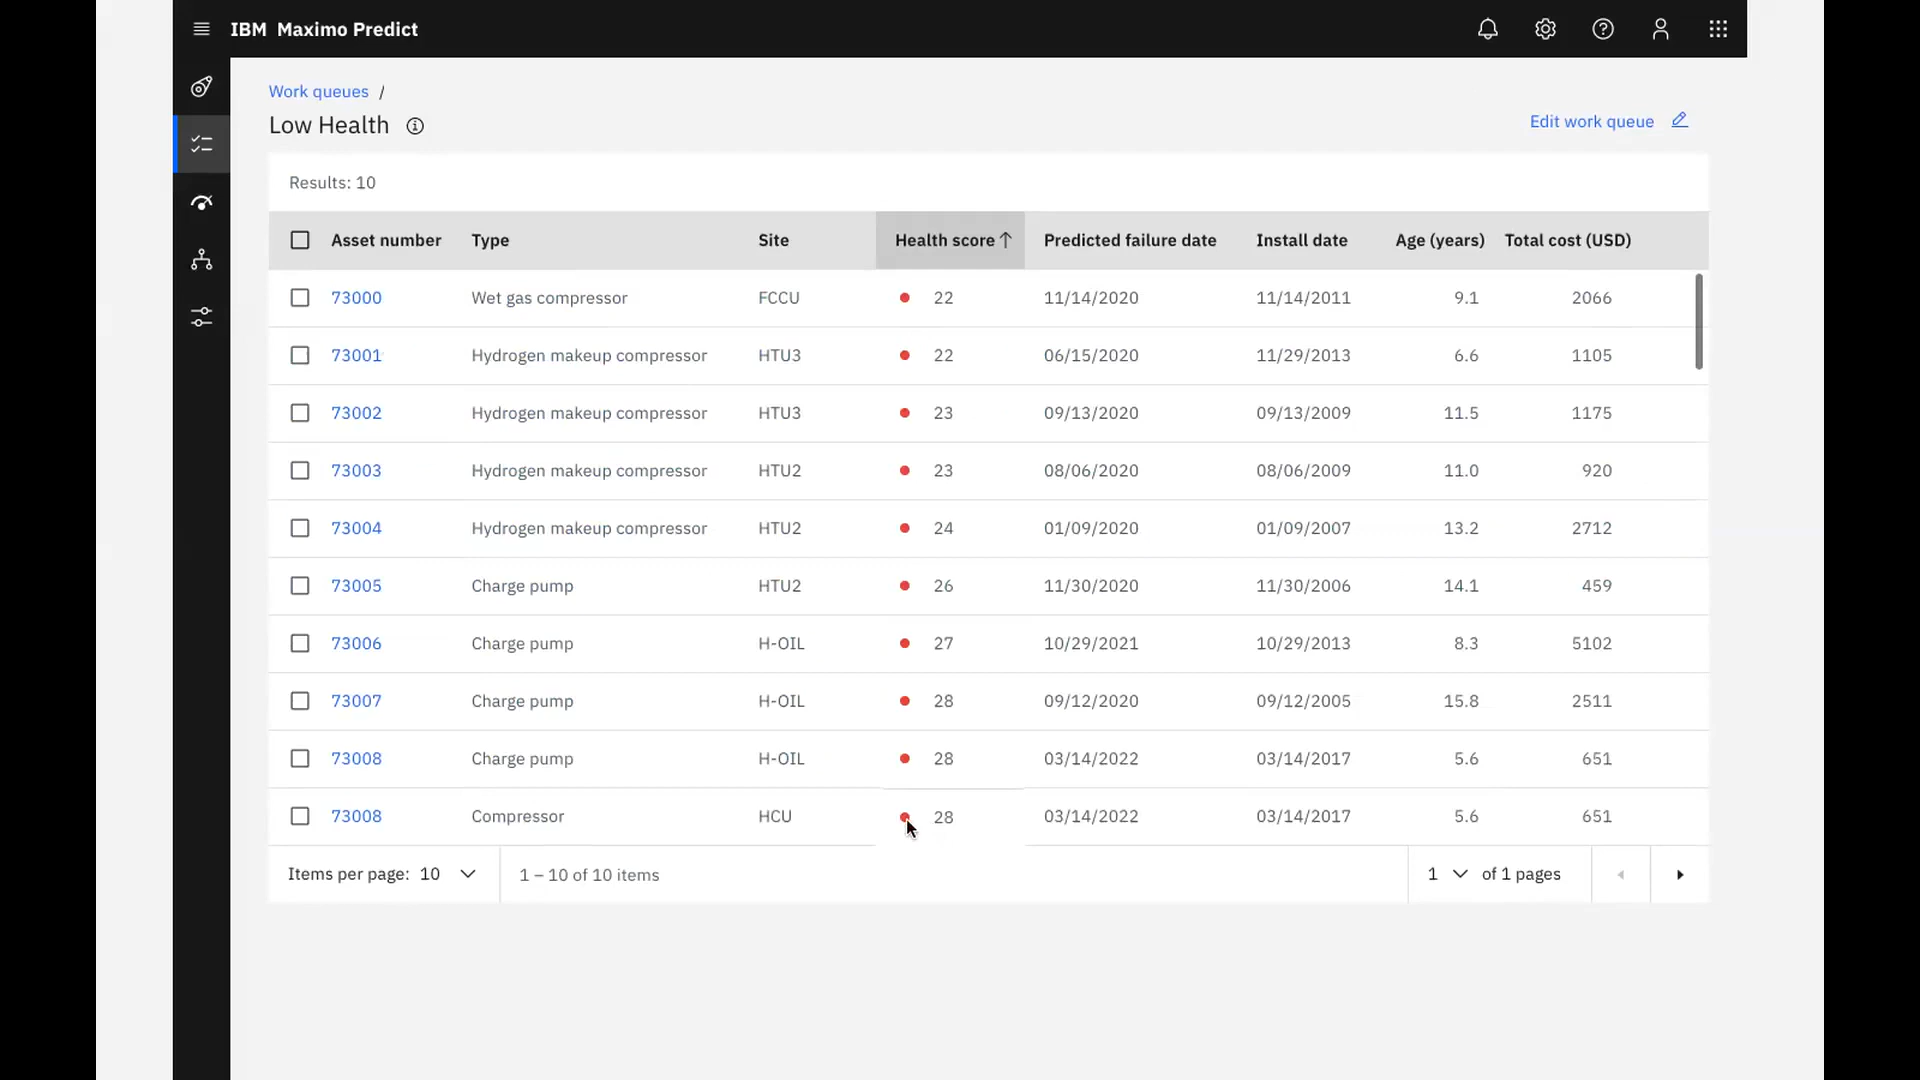 IBM Maximo Predict
Work queues /
Low Health
Edit work queue
Results: 10
Asset number Type Site Health score Predicted failure date Install date Age (years) Total cost (USD)
73000 Wet gas compressor FCCU 22 11/14/2020 11/14/2011 9.1 2066
73001 Hydrogen makeup compressor HTU3 22 06/15/2020 11/29/2013 6.6 1105
73002 Hydrogen makeup compressor HTU3 23 09/13/2020 09/13/2009 11.5 1175
73003 Hydrogen makeup compressor HTU2 23 08/06/2020 08/06/2009 11.0 920
73004 Hydrogen makeup compressor HTU2 24 01/09/2020 01/09/2007 13.2 2712
73005 Charge pump HTU2 26 11/30/2020 11/30/2006 14.1 459
73006 Charge pump H-OIL 27 10/29/2021 10/29/2013 8.3 5102
73007 Charge pump H-OIL 28 09/12/2020 09/12/2005 15.8 2511
73008 Charge pump H-OIL 28 03/14/2022 03/14/2017 5.6 651
73008 Compressor HCU 28 03/14/2022 03/14/2017 5.6 651
Items per page: 10 1 – 10 of 10 items 1 of 1 pages